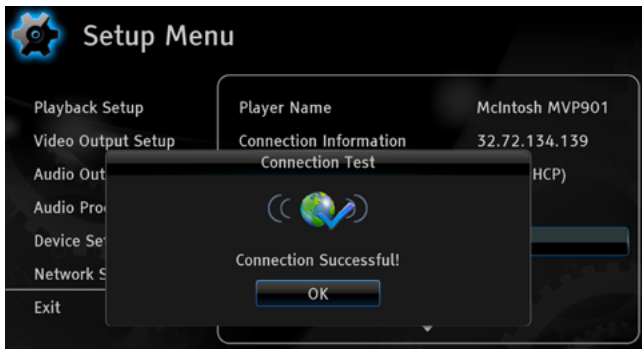 Setup Menu
Playback Setup
Player Name
McIntosh MVP901
Video Output Setup
Connection Information
32.72.134.139
Audio Out
Connection Test
HCP)
Audio Pro
Device Se
Connection Successful!
Network S
OK
Exit